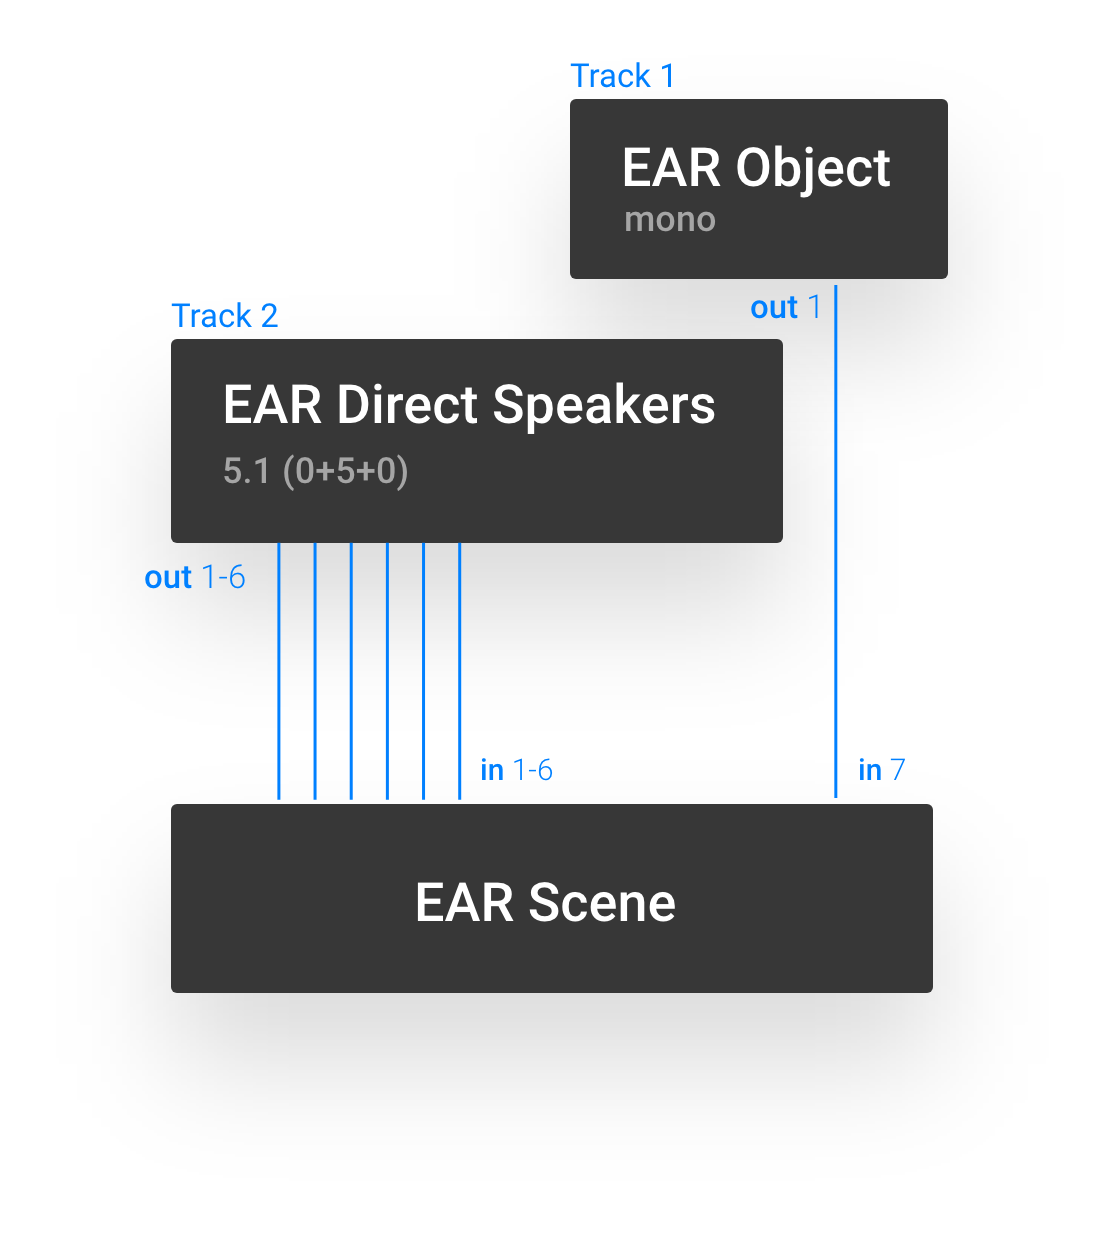 Track 1
EAR Object
mono
out 1
Track 2
EAR Direct Speakers
5.1 (0+5+0)
out 1-6
in 1-6
in 7
EAR Scene